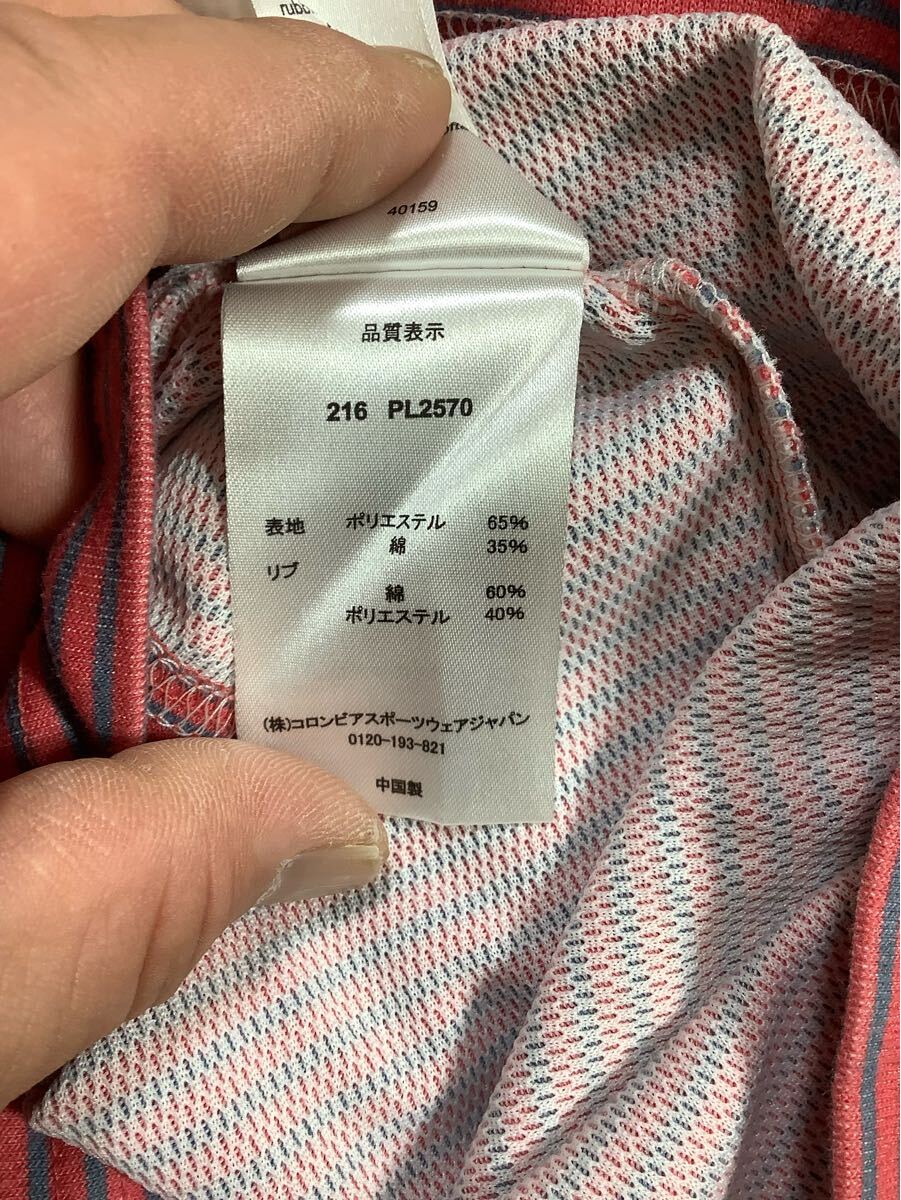 40159
品質表示
216 PL2570
表地 ポリエステル 65%
綿 35%
リブ
綿 60%
ポリエステル 40%
(株)コロンビアスポーツウェアジャパン
0120-193-821
中国製